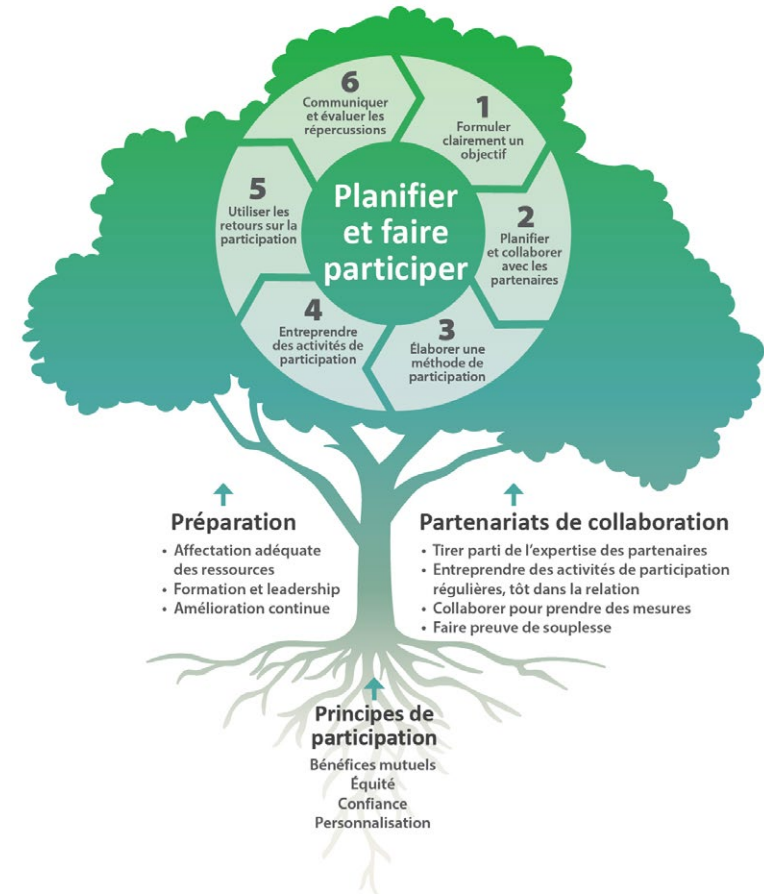 Planifier
et faire
participer
1
Formuler
clairement un
objectif
2
Planifier
et collaborer
avec les
partenaires
3
Élaborer une
méthode de
participation
4
Entreprendre
des activités de
participation
5
Utiliser les
retours sur la
participation
6
Communiquer
et évaluer les
répercussions
Préparation
• Affectation adéquate
des ressources
• Formation et leadership
• Amélioration continue
Partenariats de collaboration
• Tirer parti de l’expertise des partenaires
• Entreprendre des activités de participation
régulières, tôt dans la relation
• Collaborer pour prendre des mesures
• Faire preuve de souplesse
Principes de
participation
Bénéfices mutuels
Équité
Confiance
Personnalisation